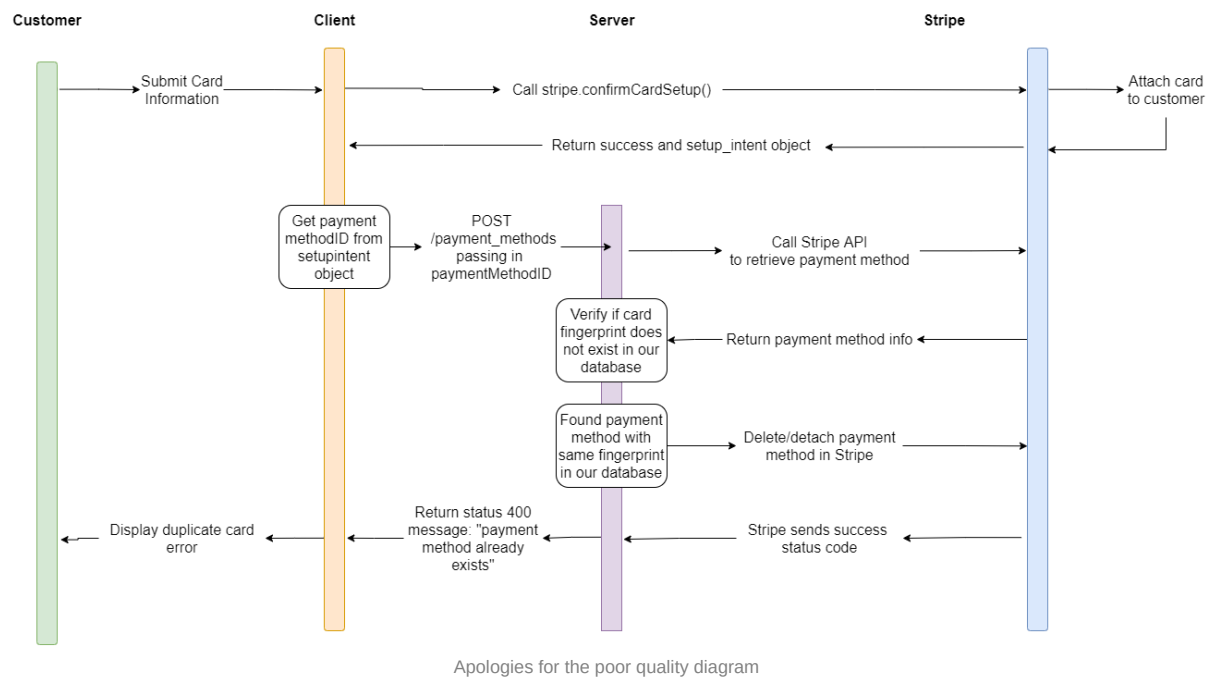 Customer
Client
Server
Stripe
Submit Card
Information
Call stripe.confirmCardSetup()
Attach card
to customer
Return success and setup_intent object
Get payment
methodID from
setupintent
object
POST
/payment_methods
passing in
paymentMethodID
Call Stripe API
to retrieve payment method
Verify if card
fingerprint does
not exist in our
database
Return payment method info
Found payment
method with
same fingerprint
in our database
Delete/detach payment
method in Stripe
Display duplicate card
error
Return status 400
message: "payment
method already
exists"
Stripe sends success
status code
Apologies for the poor quality diagram